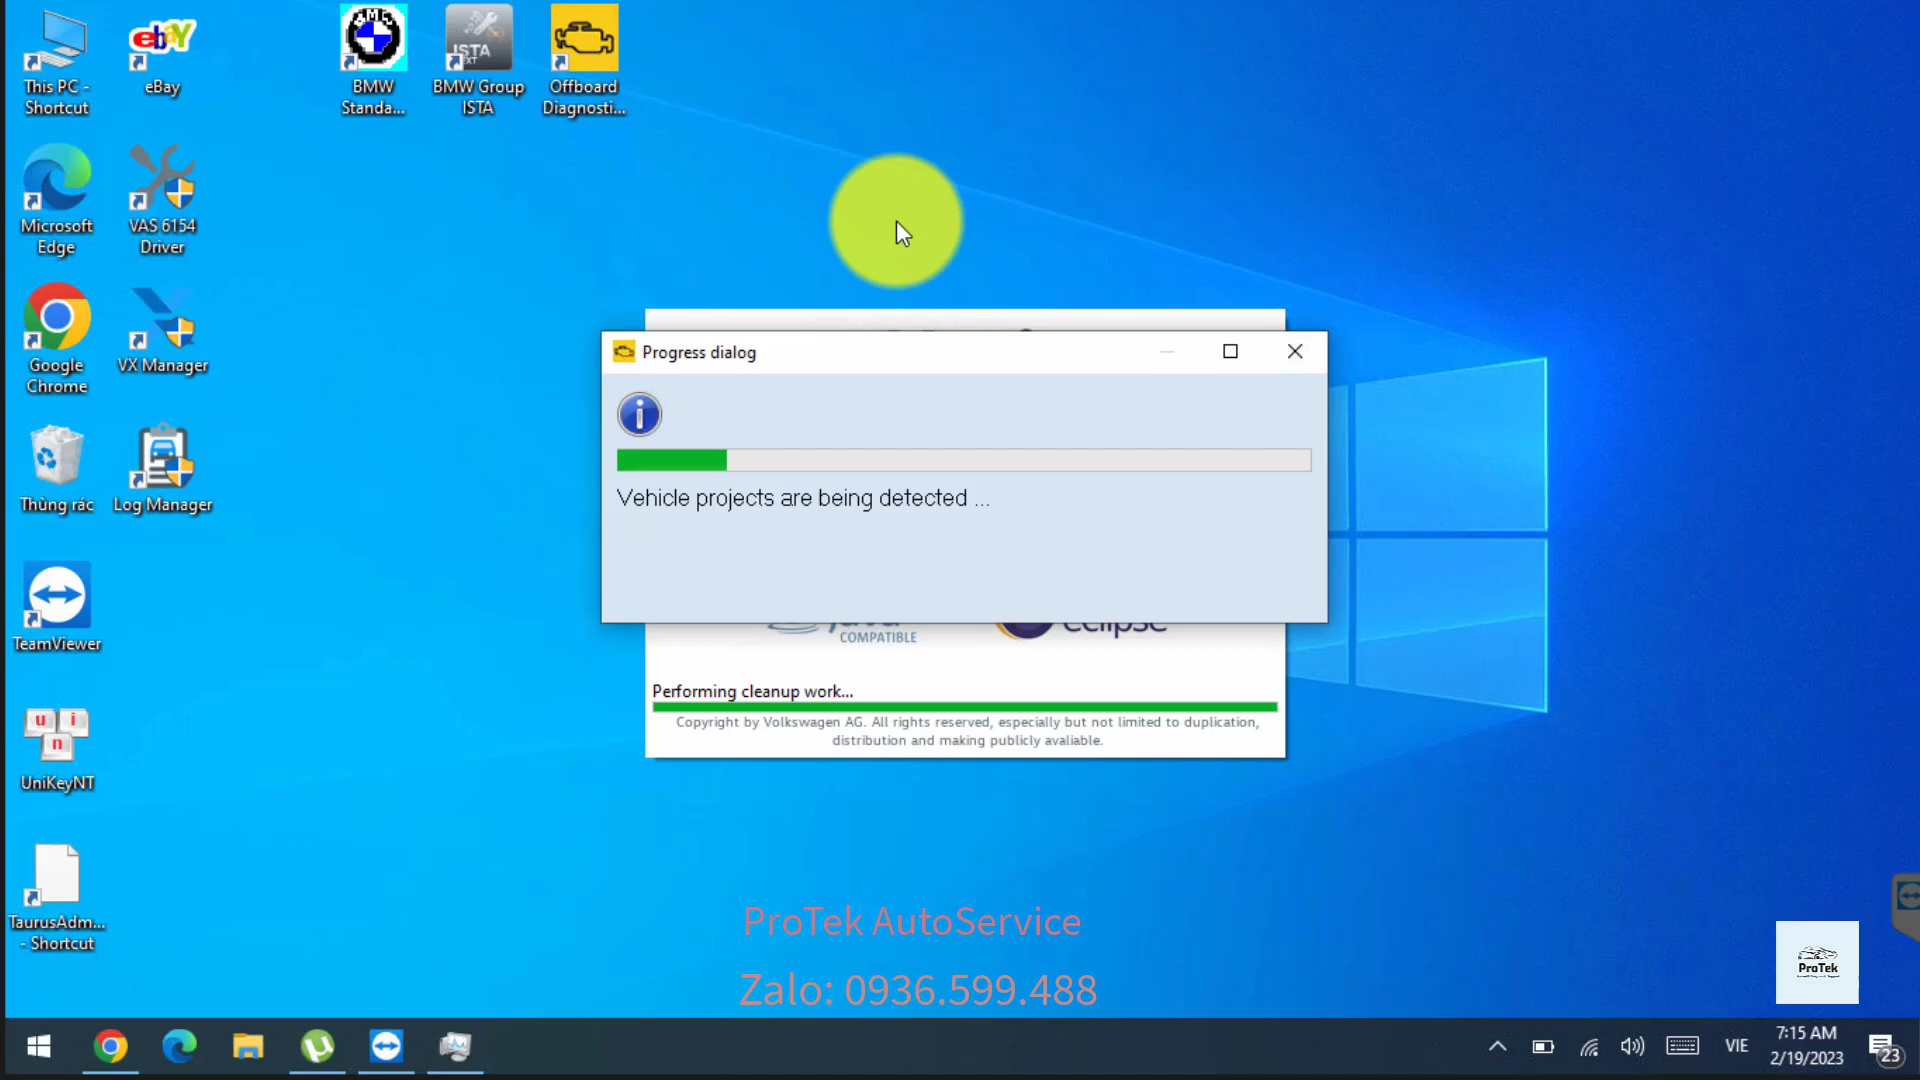 This PC -
Shortcut
eBay
BMW
Standa...
ISTA
BMW Group
ISTA
Offboard
Diagnosti...
Microsoft
Edge
VAS 6154
Driver
Google
Chrome
VX Manager
Thùng rác
Log Manager
TeamViewer
u i
n
UniKeyNT
TaurusAdm...
- Shortcut
Progress dialog
Vehicle projects are being detected ...
COMPATIBLE
eclipse
Performing cleanup work...
Copyright by Volkswagen AG. All rights reserved, especially but not limited to duplication,
distribution and making publicly avaliable.
ProTek AutoService
Zalo: 0936.599.488
ProTek
VIE
7:15 AM
2/19/2023
23